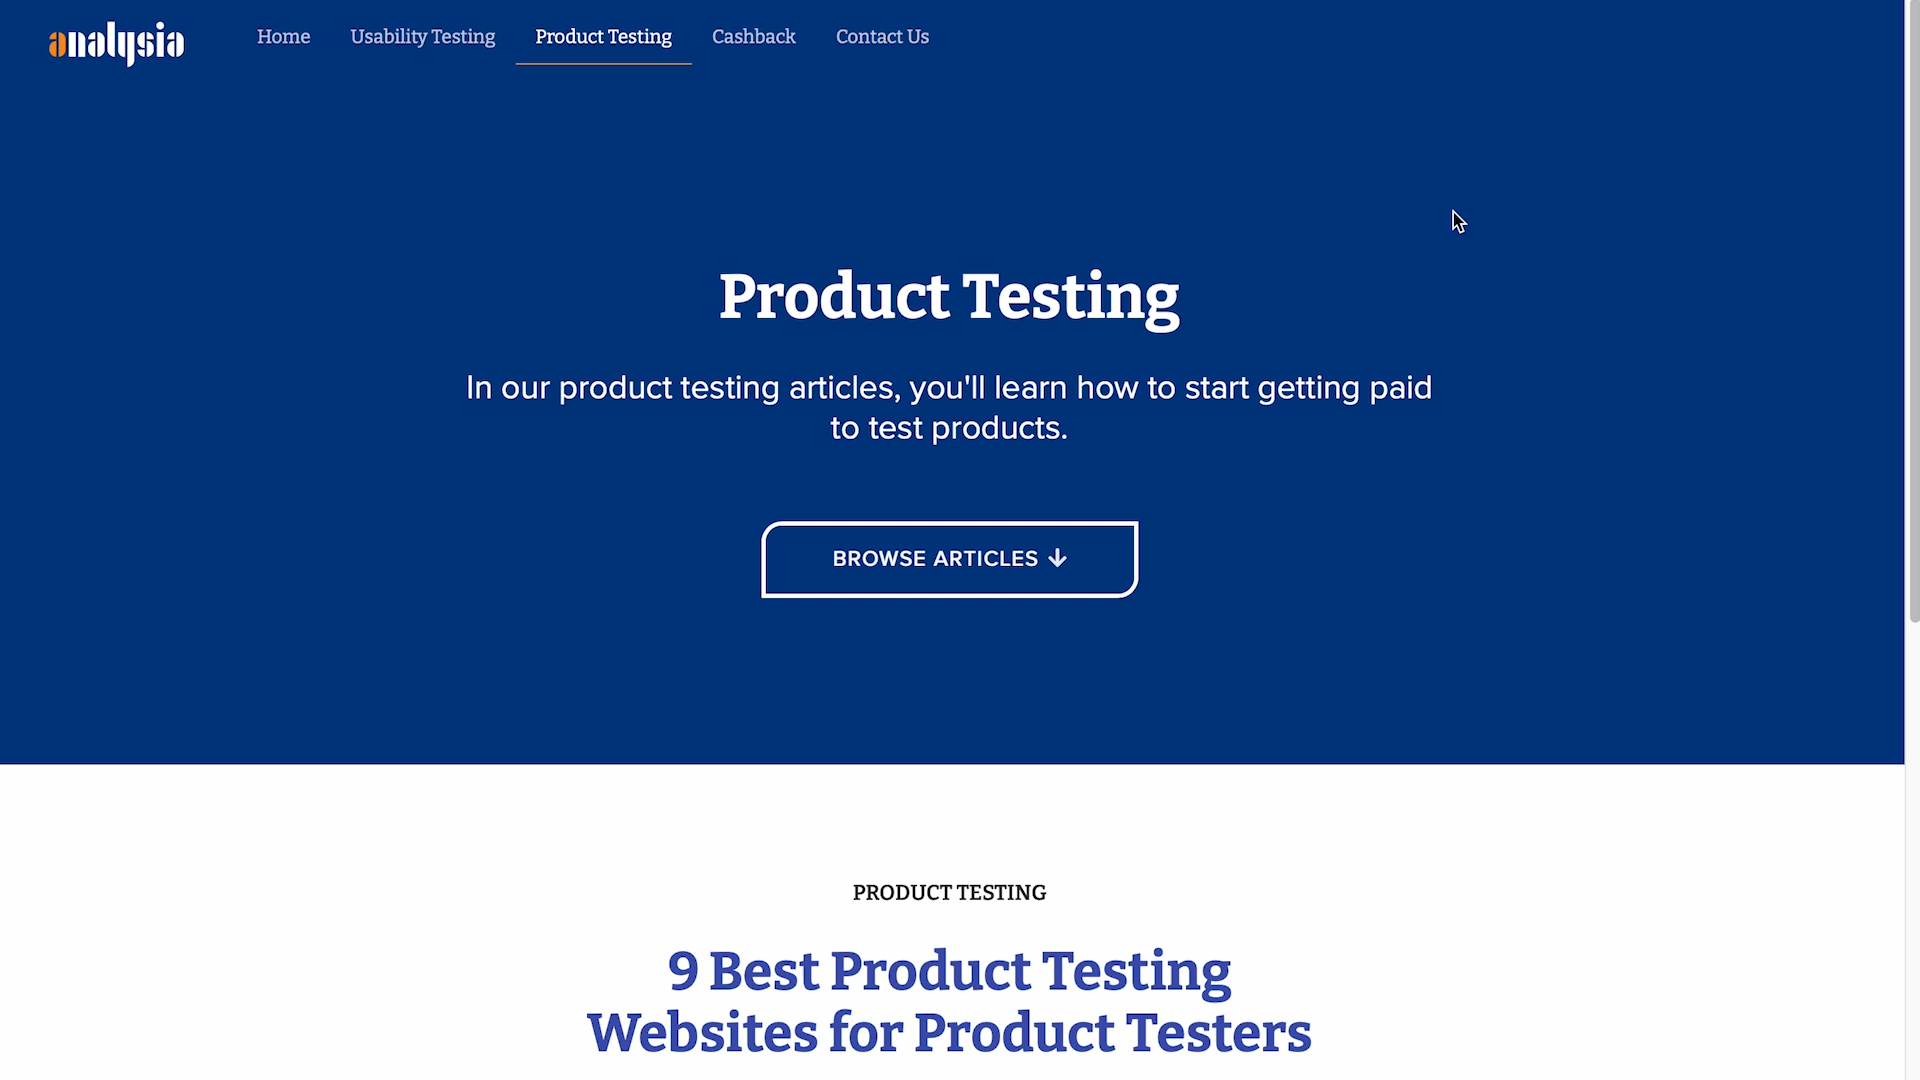 analysia
Home
Usability Testing
Product Testing
Cashback
Contact Us
Product Testing
In our product testing articles, you'll learn how to start getting paid
to test products.
BROWSE ARTICLES
PRODUCT TESTING
9 Best Product Testing
Websites for Product Testers